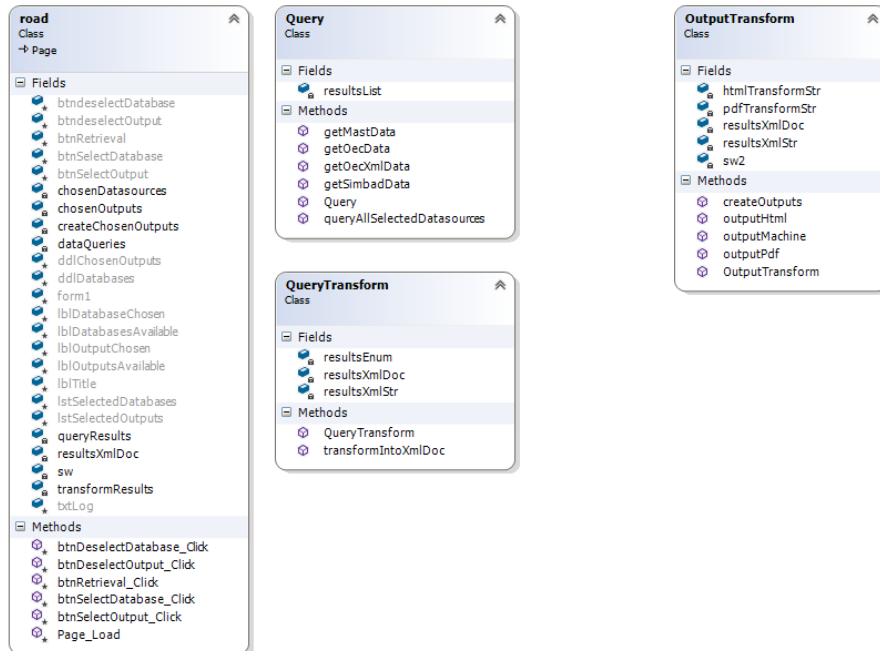 road
Class
Page
Fields
btndeselectDatabase
btndeselectOutput
btnRetrieval
btnSelectDatabase
btnSelectOutput
chosenDatasources
chosenOutputs
createChosenOutputs
dataQueries
ddlChosenOutputs
ddlDatabases
form1
lblDatabaseChosen
lblDatabasesAvailable
lblOutputChosen
lblOutputsAvailable
lblTitle
lstSelectedDatabases
lstSelectedOutputs
queryResults
resultsXmlDoc
sw
transformResults
txtLog
Methods
btnDeselectDatabase_Click
btnDeselectOutput_Click
btnRetrieval_Click
btnSelectDatabase_Click
btnSelectOutput_Click
Page_Load
Query
Class
Fields
resultsList
Methods
getMastData
getOecData
getOecXmlData
getSimbadData
Query
queryAllSelectedDatasources
QueryTransform
Class
Fields
resultsEnum
resultsXmlDoc
resultsXmlStr
Methods
QueryTransform
transformIntoXmlDoc
OutputTransform
Class
Fields
htmlTransformStr
pdfTransformStr
resultsXmlDoc
resultsXmlStr
sw2
Methods
createOutputs
outputHtml
outputMachine
outputPdf
OutputTransform